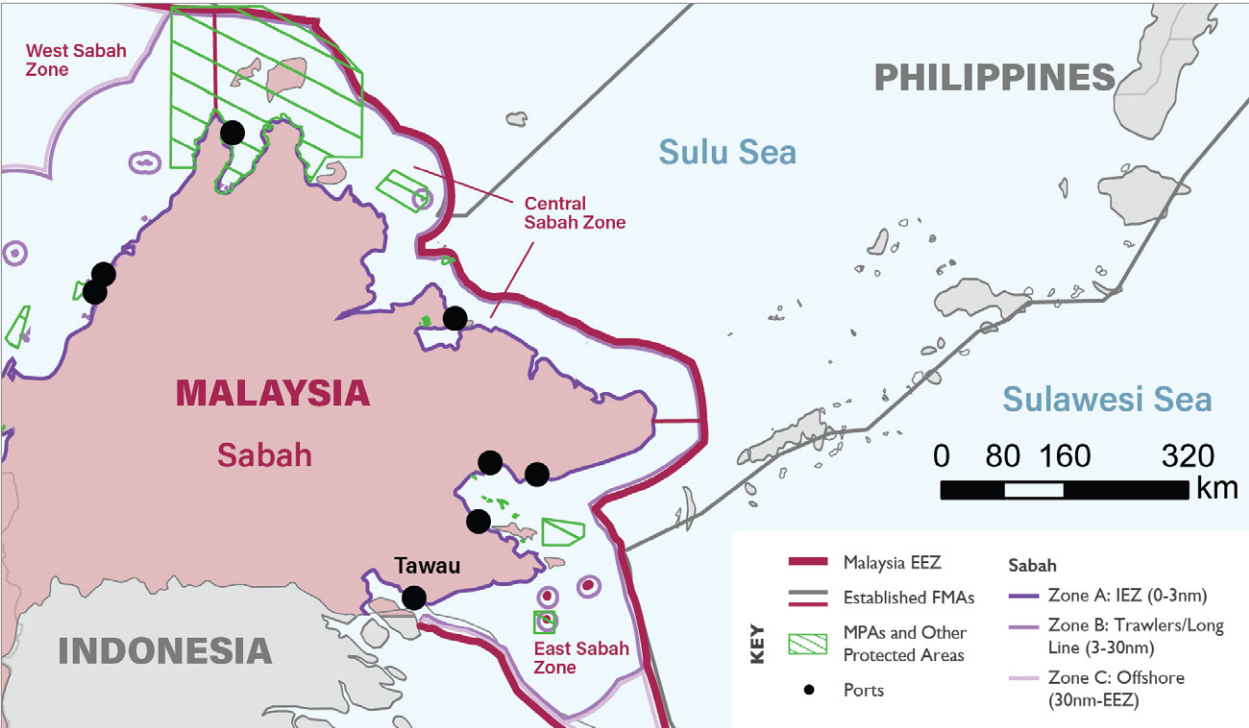 West Sabah
Zone
PHILIPPINES
Sulu Sea
Central
Sabah Zone
MALAYSIA
Sabah
Sulawesi Sea
0 80 160 320
km
Tawau
INDONESIA
East Sabah
Zone
KEY
Malaysia EEZ
Established FMAs
MPAs and Other
Protected Areas
Ports
Sabah
Zone A: IEZ (0-3nm)
Zone B: Trawlers/Long
Line (3-30nm)
Zone C: Offshore
(30nm-EEZ)